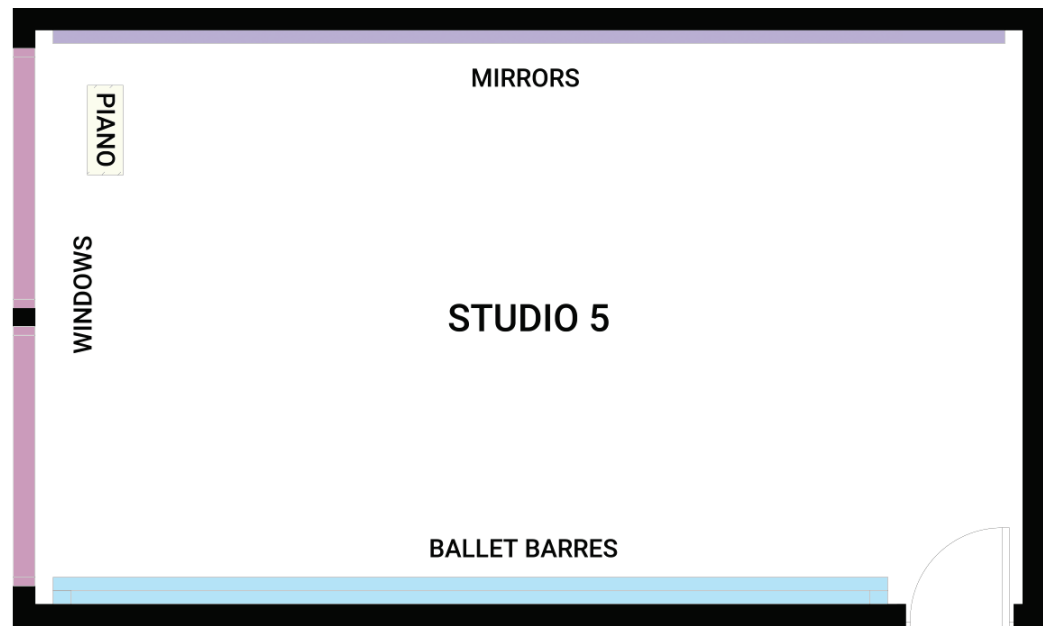 MIRRORS
PIANO
WINDOWS
STUDIO 5
BALLET BARRES